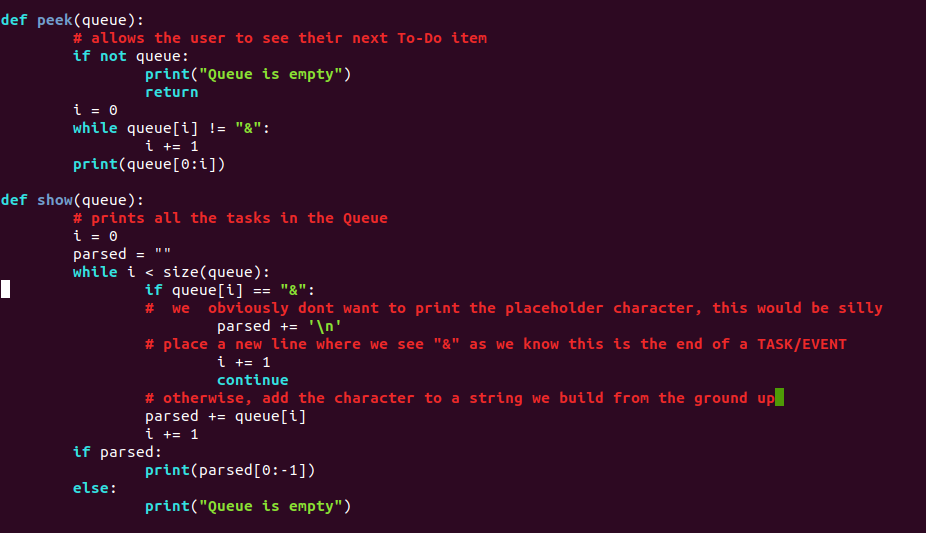 def peek(queue):
        # allows the user to see their next To-Do item
        if not queue:
                print("Queue is empty")
                return
        i = 0
        while queue[i] != "&":
                i += 1
        print(queue[0:i])

def show(queue):
        # prints all the tasks in the Queue
        i = 0
        parsed = ""
        while i < size(queue):
                if queue[i] == "&":
                #  we  obviously dont want to print the placeholder character, this would be silly
                        parsed += '\n'
                # place a new line where we see "&" as we know this is the end of a TASK/EVENT
                        i += 1
                        continue
                # otherwise, add the character to a string we build from the ground up
                parsed += queue[i]
                i += 1
        if parsed:
                print(parsed[0:-1])
        else:
                print("Queue is empty")